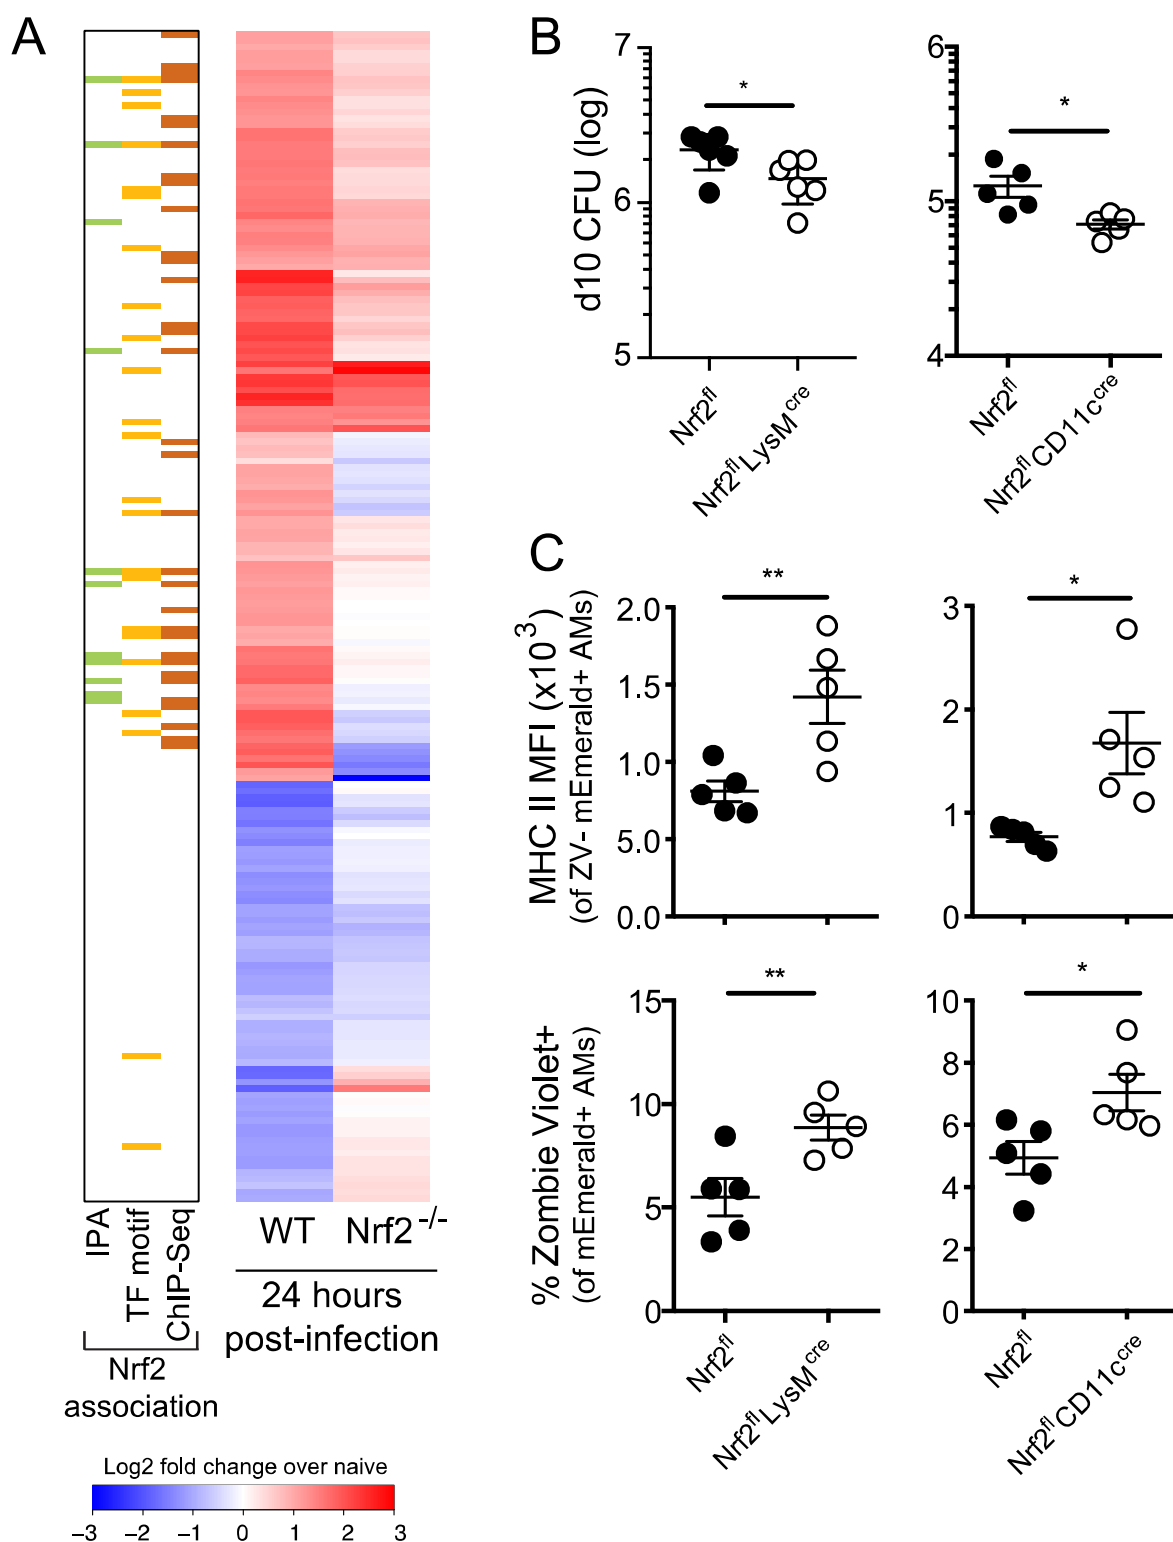 A
IPA
TF motif
ChIP-Seq
Nrf2
association
WT
Nrf2 -/-
24 hours
post-infection
Log2 fold change over naive
−3 −2 −1 0 1 2 3
B
d10 CFU (log)
7
6
5
*
Nrf2fl
Nrf2flLysMcre
6
5
4
*
Nrf2fl
Nrf2flCD11ccre
C
MHC II MFI (x103)
(of ZV- mEmerald+ AMs)
2.0
1.5
1.0
5.0
0.0
**
3
2
1
0
*
% Zombie Violet+
(of mEmerald+ AMs)
15
10
5
0
**
Nrf2fl
Nrf2flLysMcre
10
8
6
4
2
0
*
Nrf2fl
Nrf2flCD11ccre